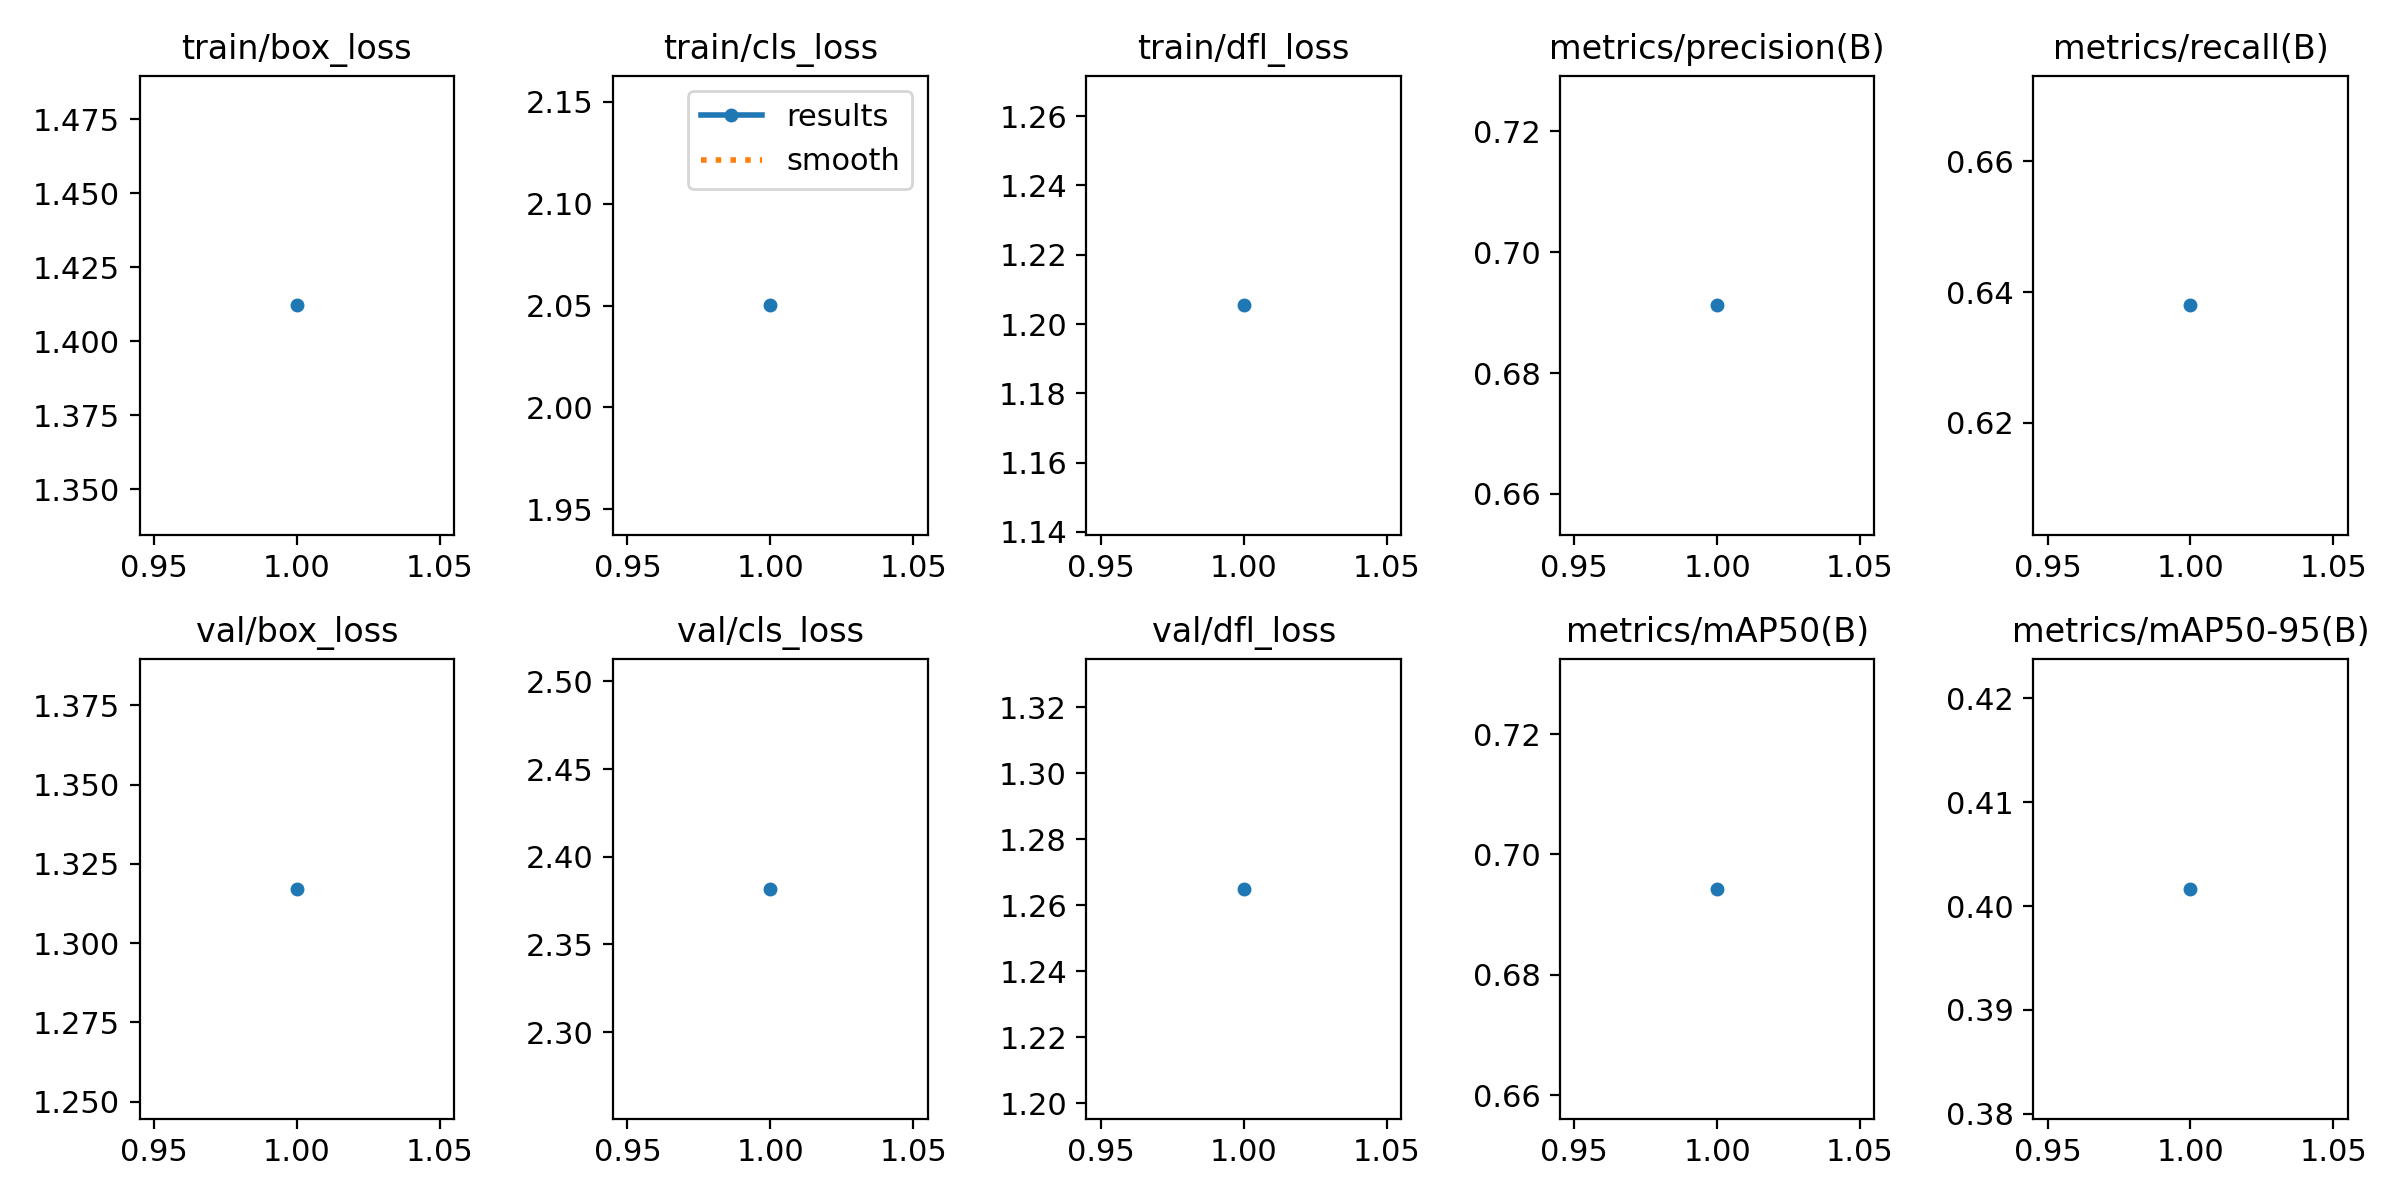 train/box_loss
1.475
1.450
1.425
1.400
1.375
1.350
0.95 1.00 1.05
train/cls_loss
results
smooth
2.15
2.10
2.05
2.00
1.95
0.95 1.00 1.05
train/dfl_loss
1.26
1.24
1.22
1.20
1.18
1.16
1.14
0.95 1.00 1.05
metrics/precision(B)
0.72
0.70
0.68
0.66
0.95 1.00 1.05
metrics/recall(B)
0.66
0.64
0.62
0.95 1.00 1.05
val/box_loss
1.375
1.350
1.325
1.300
1.275
1.250
0.95 1.00 1.05
val/cls_loss
2.50
2.45
2.40
2.35
2.30
0.95 1.00 1.05
val/dfl_loss
1.32
1.30
1.28
1.26
1.24
1.22
1.20
0.95 1.00 1.05
metrics/mAP50(B)
0.72
0.70
0.68
0.66
0.95 1.00 1.05
metrics/mAP50-95(B)
0.42
0.41
0.40
0.39
0.38
0.95 1.00 1.05